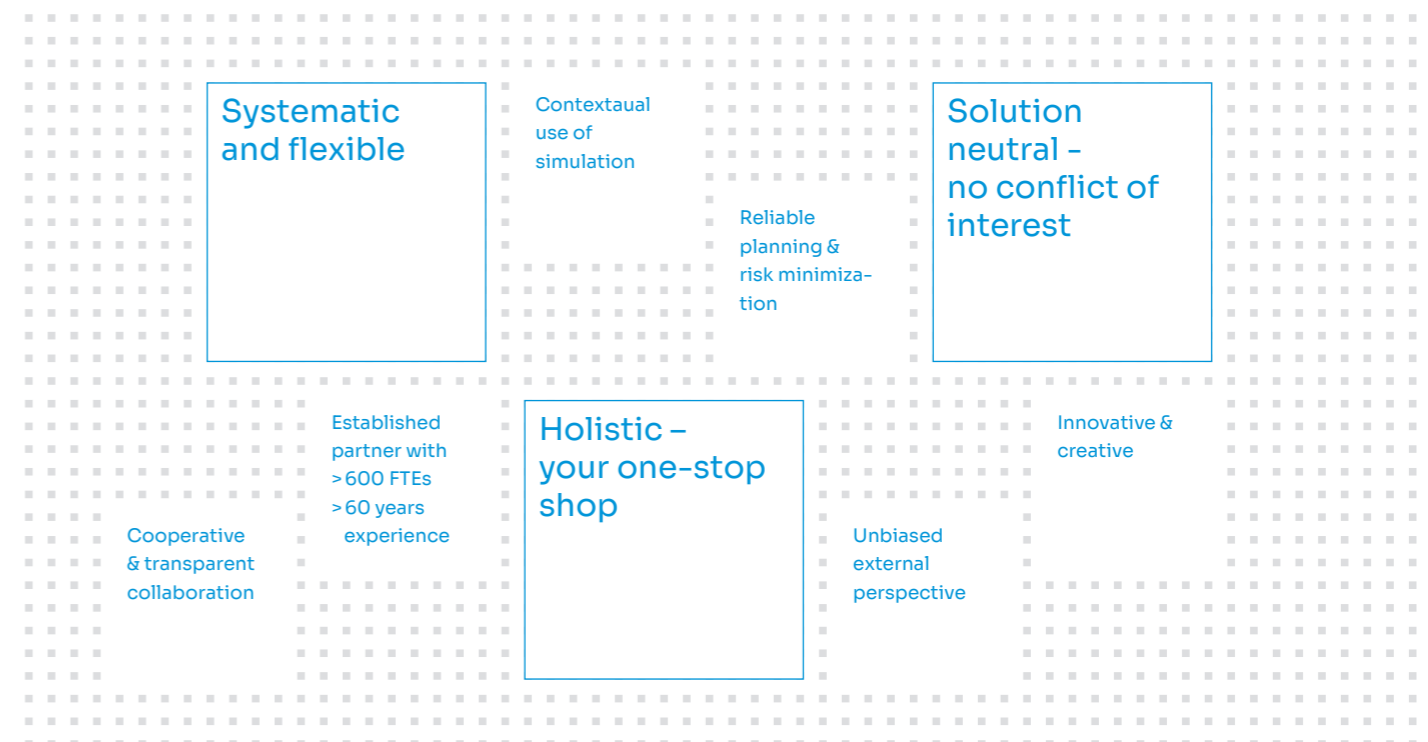 Systematic
and flexible
Contextaual
use of
simulation
Reliable
planning &
risk minimiza-
tion
Solution
neutral -
no conflict of
interest
Cooperative
& transparent
collaboration
Established
partner with
>600 FTEs
>60 years
experience
Holistic –
your one-stop
shop
Unbiased
external
perspective
Innovative &
creative